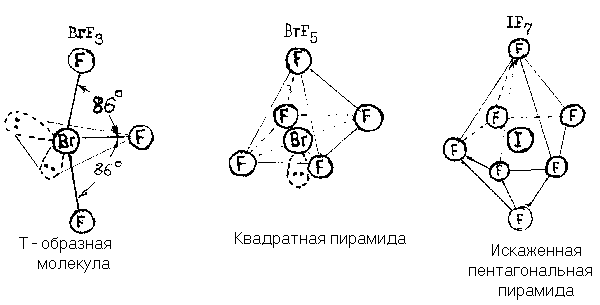 BrF3
F
86°
Br
F
86°
F
Т - образная
молекула
BrF5
F
F
F
Br
F
F
Квадратная пирамида
IF7
F
F
F
I
F
F
F
F
Искаженная
пентагональная
пирамида